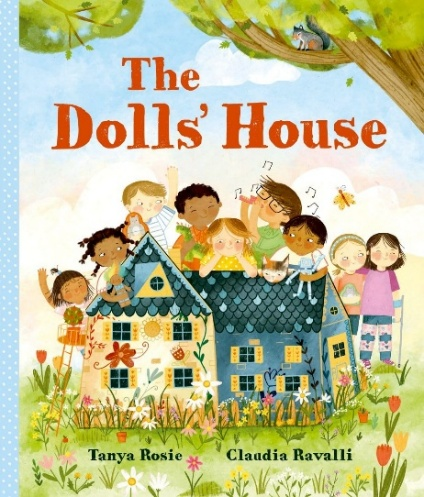 The
Dolls' House
Tanya Rosie Claudia Ravalli